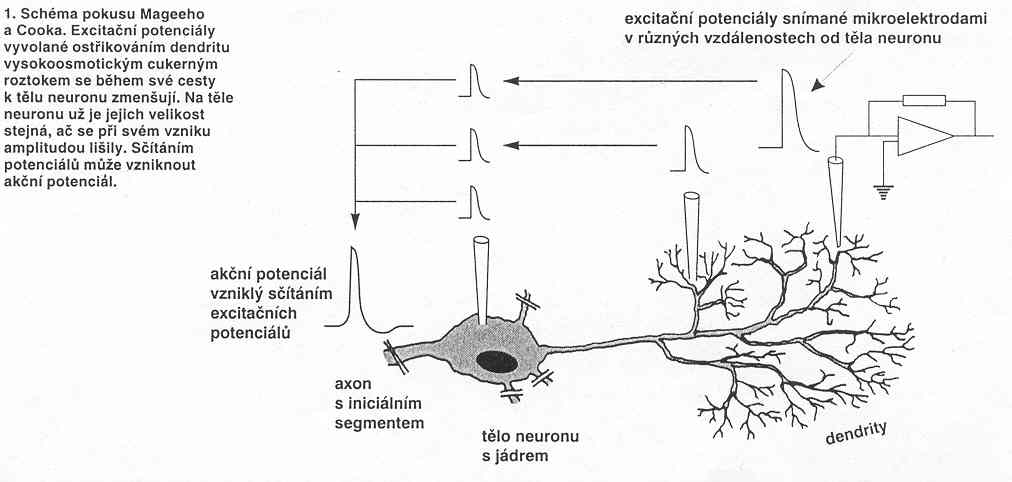 1. Schéma pokusu Mageeho
a Cooka. Excitační potenciály
vyvolané ostřikováním dendritu
vysokoosmotickým cukerným
roztokem se během své cesty
k tělu neuronu zmenšují. Na těle
neuronu už je jejich velikost
stejná, ač se při svém vzniku
amplitudou lišily. Sčítáním
potenciálů může vzniknout
akční potenciál.
excitační potenciály snímané mikroelektrodami
v různých vzdálenostech od těla neuronu
akční potenciál
vzniklý sčítáním
excitačních
potenciálů
axon
s iniciálním
segmentem
tělo neuronu
s jádrem
dendrity